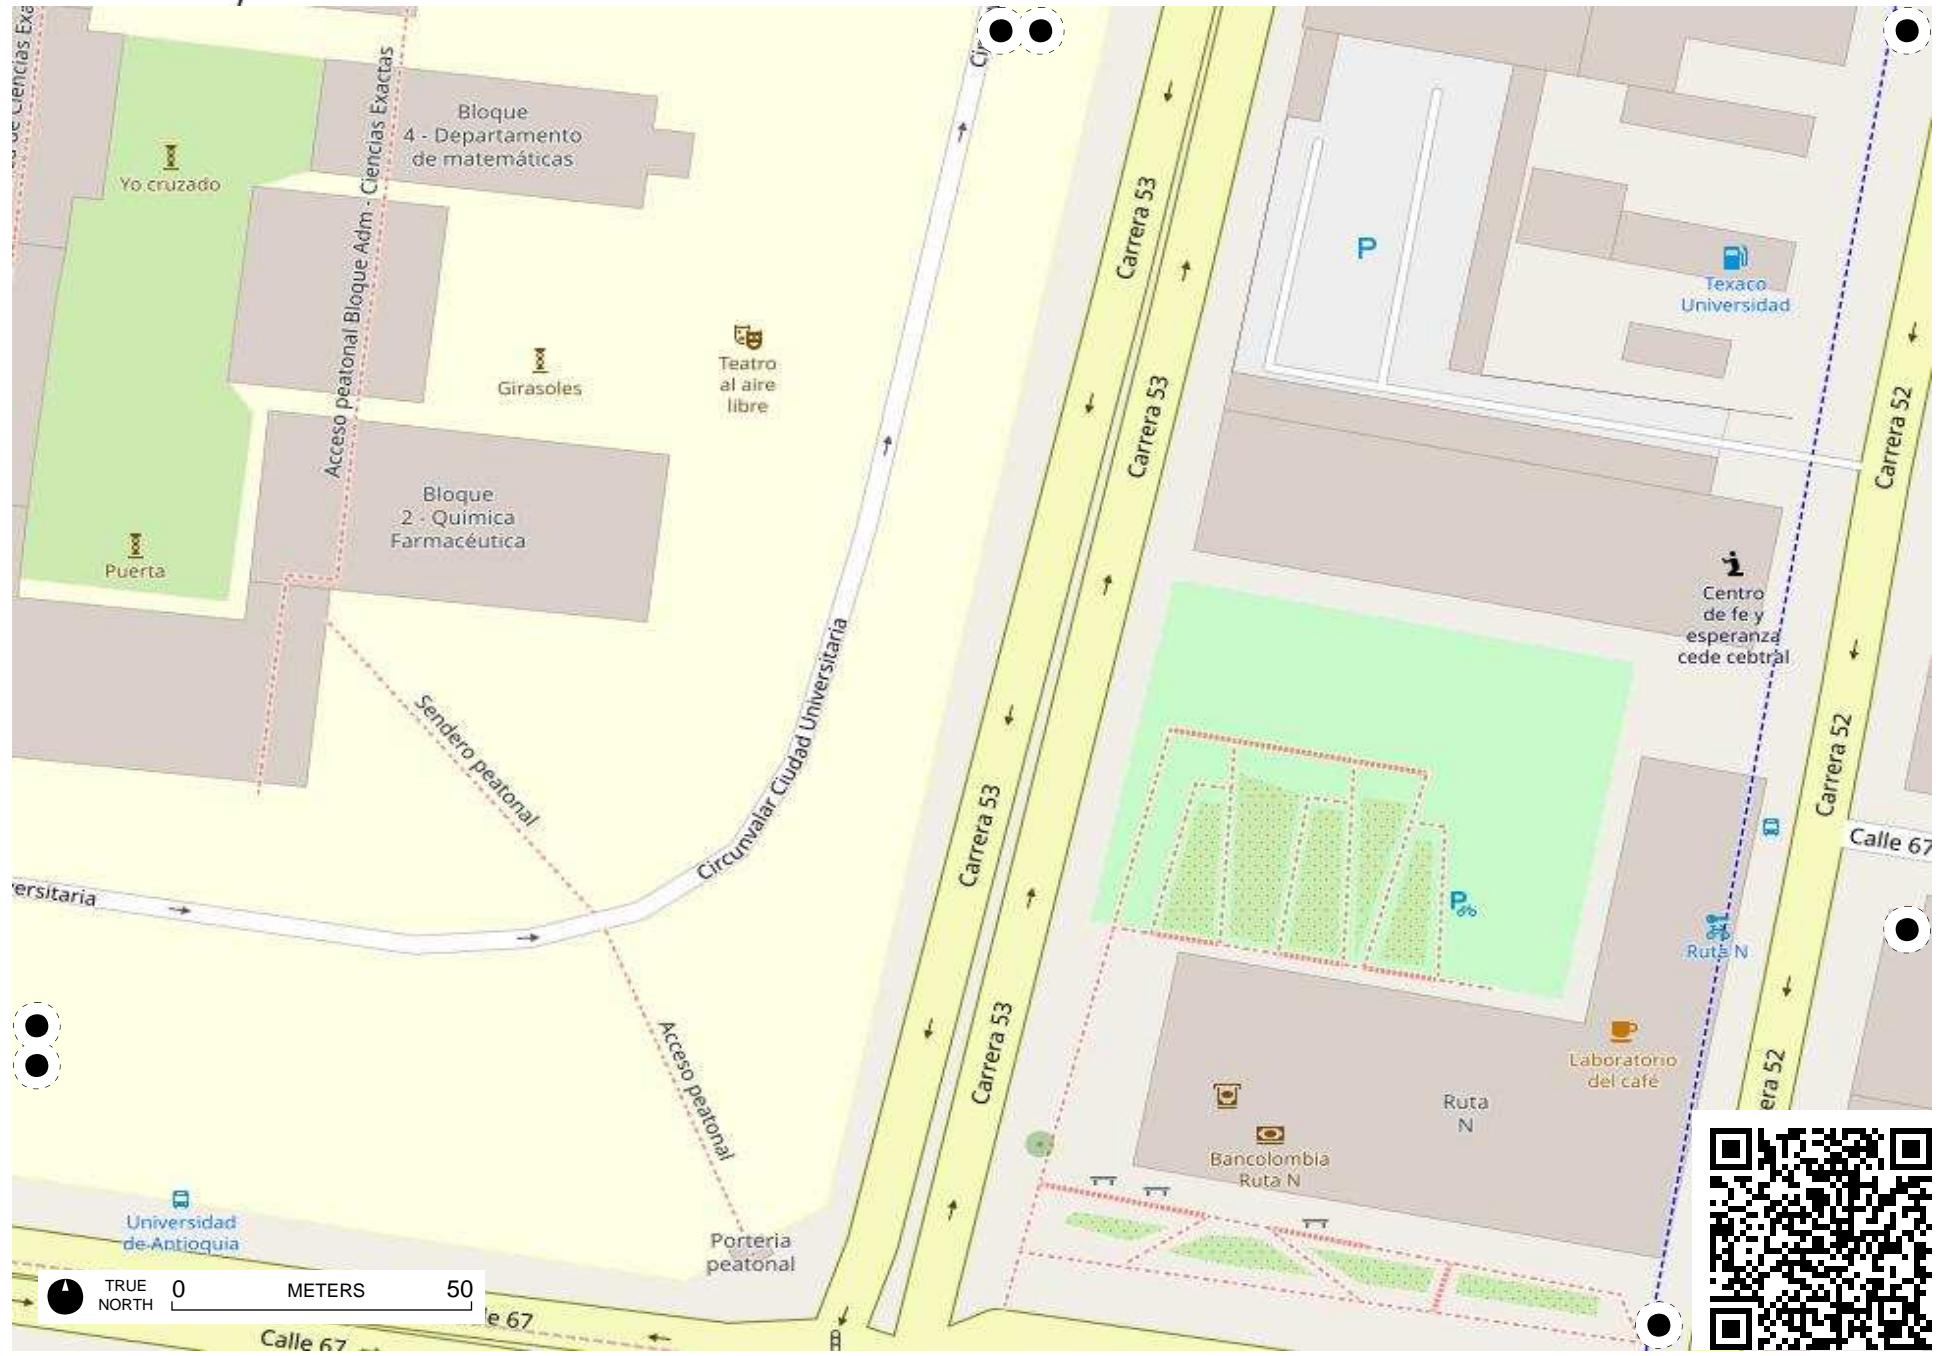 Bloque
4 - Departamento
de matemáticas
Yo cruzado
Acceso peatonal Bloque Adm - Ciencias Exactas
Carrera 53
Texaco
Universidad
Girasoles
Teatro
al aire
libre
Carrera 53
Carrera 52
Bloque
2 - Química
Farmacéutica
Puerta
Centro
de fe y
esperanza
cede cebtral
Sendero peatonal
Circunvalar Ciudad Universitaria
Carrera 53
Carrera 52
Calle 67
P
P
Ruta N
Acceso peatonal
Carrera 53
Laboratorio
del café
Ruta
N
Bancolombia
Ruta N
Universidad
de Antioquia
Porteria
peatonal
TRUE
NORTH
0 METERS 50
Calle 67